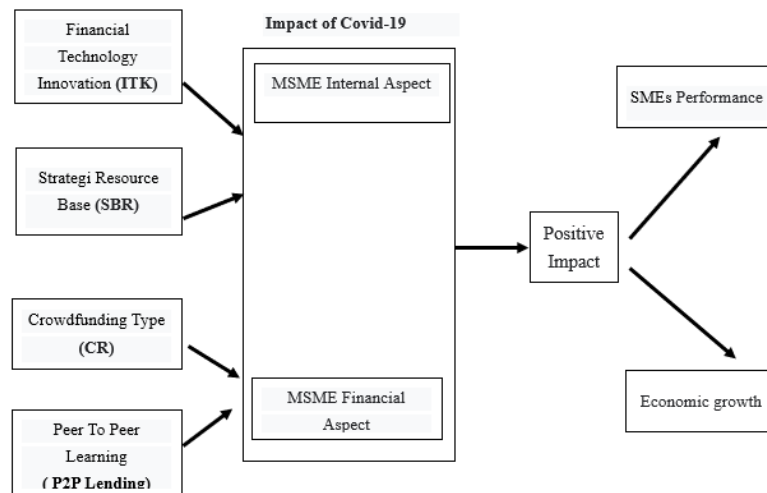 Financial
Technology
Innovation (ITK)
Strategi Resource
Base (SBR)
Crowdfunding Type
(CR)
Peer To Peer
Learning
( P2P Lending)
Impact of Covid-19
MSME Internal Aspect
MSME Financial
Aspect
Positive
Impact
SMEs Performance
Economic growth